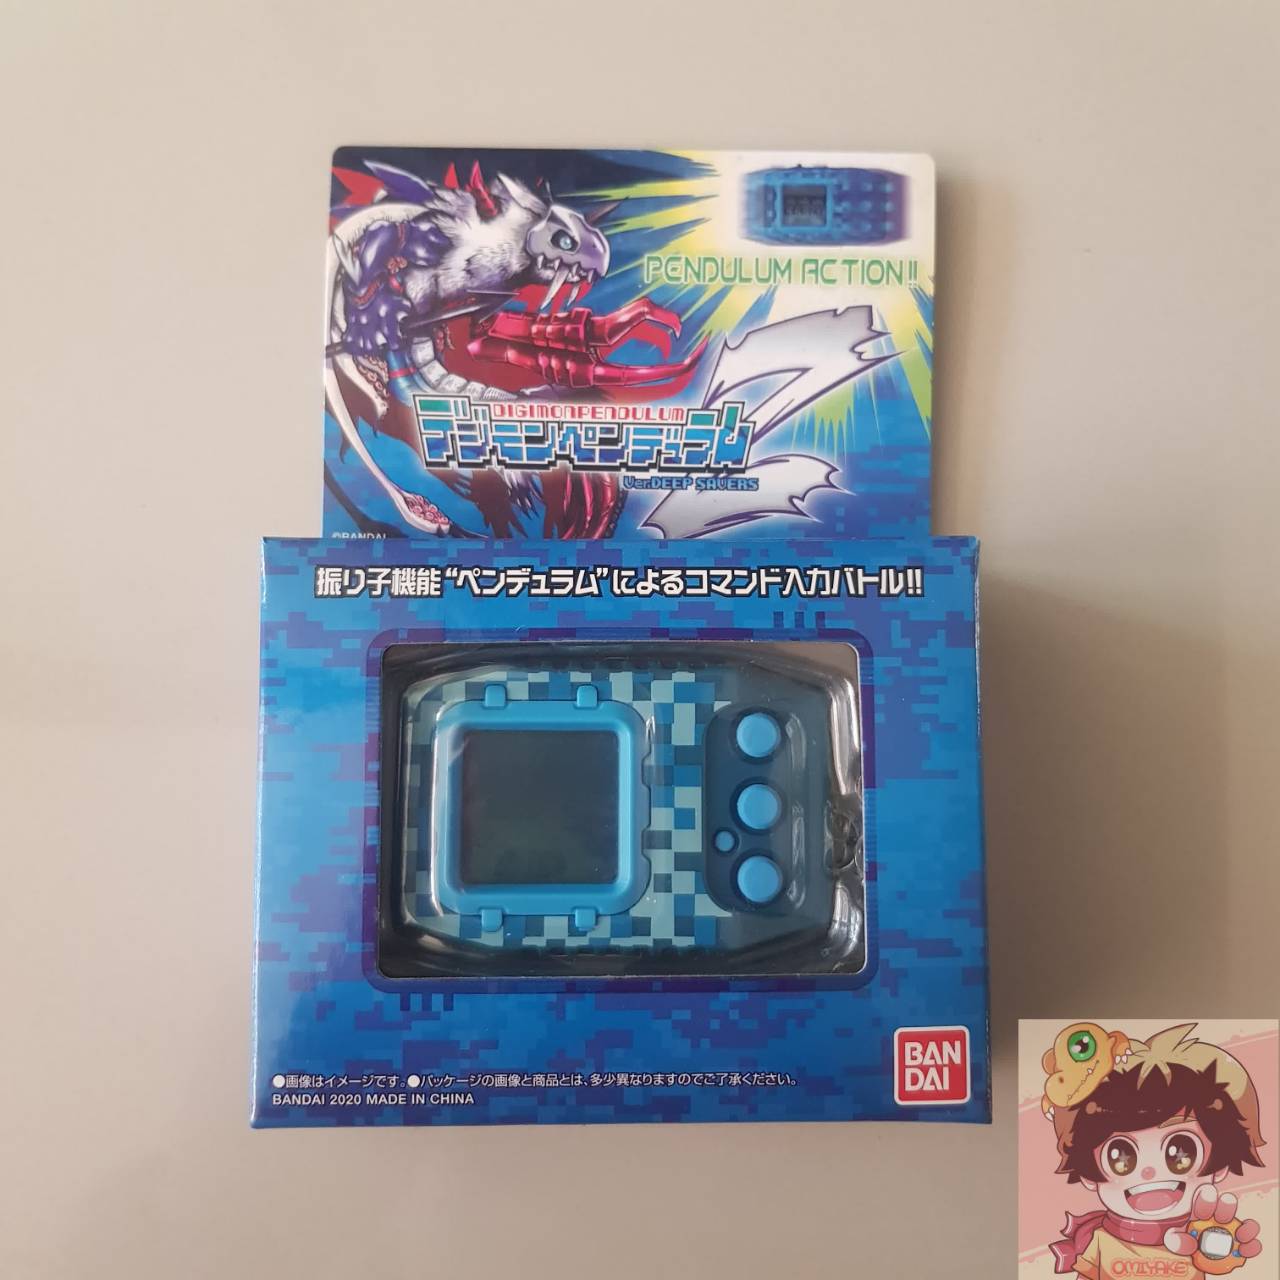 PENDULUM ACTION!!
DIGIMONPENDULUM
デジモンペンデュラム Z
Ver.DEEP SAVERS
©BANDAI
振り子機能“ペンデュラム”によるコマンド入力バトル!!
●画像はイメージです。●パッケージの画像と商品とは、多少異なりますのでご了承ください。
BANDAI 2020 MADE IN CHINA
BAN
DAI
OMIYAKE